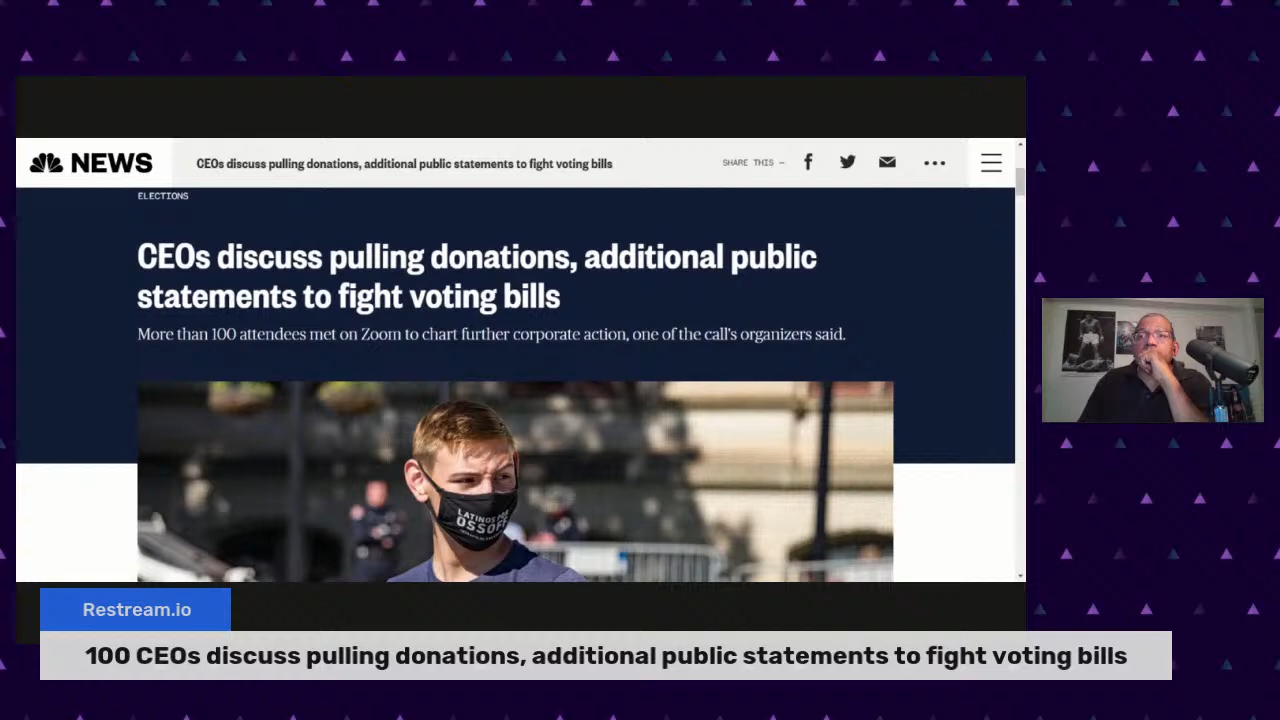 NEWS
CEOs discuss pulling donations, additional public statements to fight voting bills
SHARE THIS —
ELECTIONS
CEOs discuss pulling donations, additional public
statements to fight voting bills
More than 100 attendees met on Zoom to chart further corporate action, one of the call's organizers said.
LATINOS FOR
OSSOFF
Restream.io
100 CEOs discuss pulling donations, additional public statements to fight voting bills